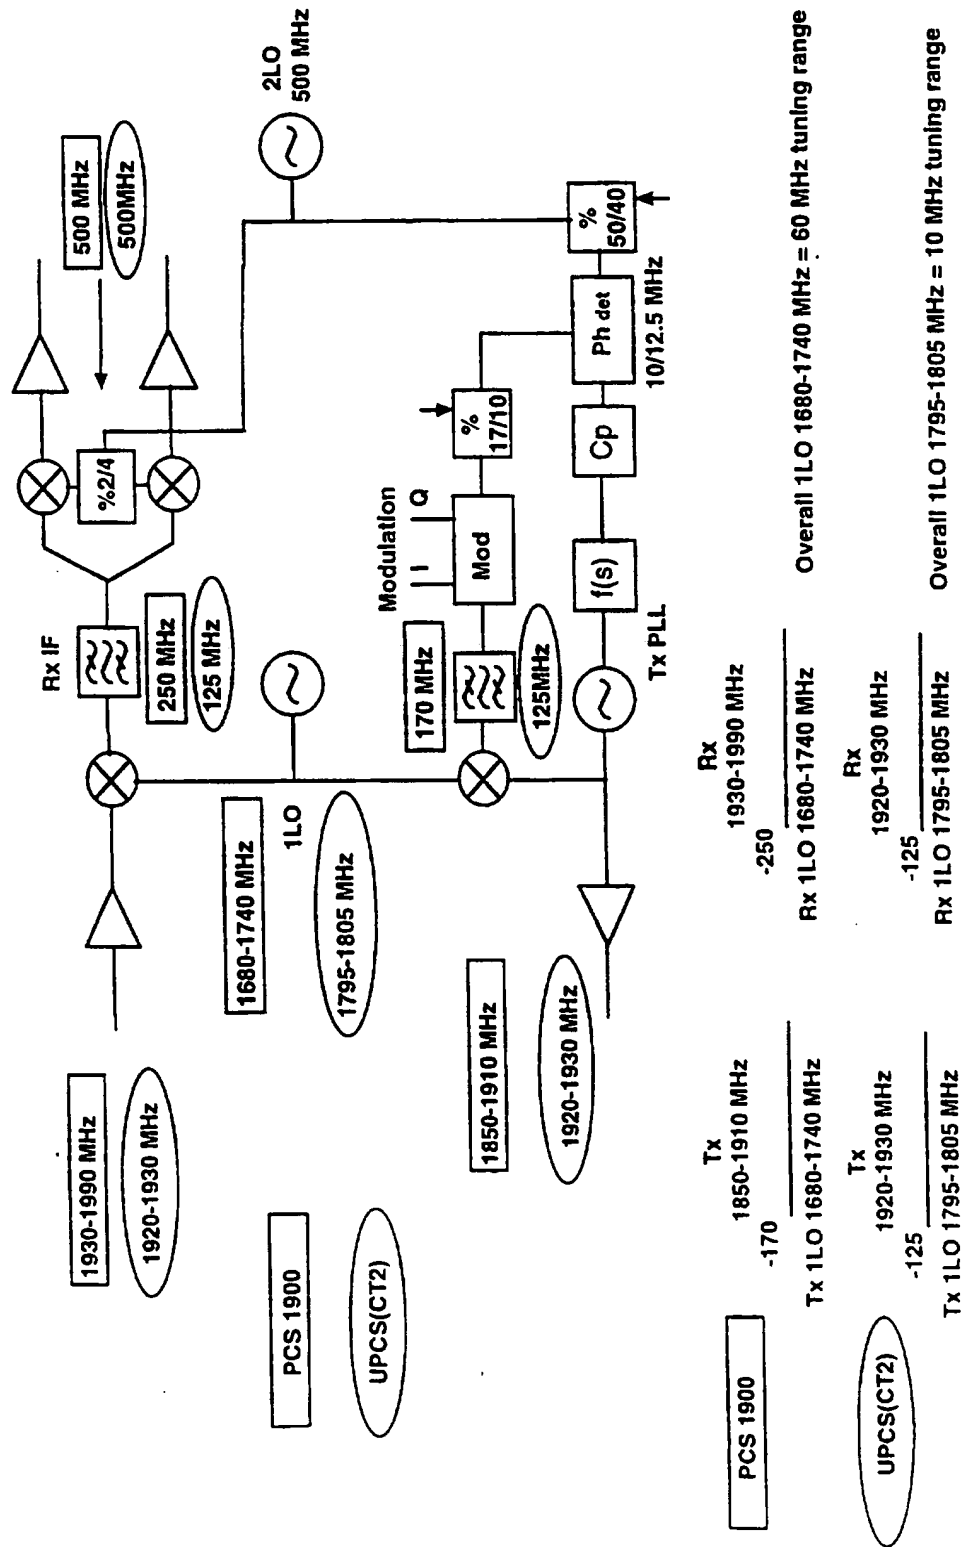 1930-1990 MHz
1920-1930 MHz
Rx IF
250 MHz
125 MHz
%2/4
500 MHz
500MHz
2LO
500 MHz
1680-1740 MHz
1795-1805 MHz
1LO
PCS 1900
UPCS(CT2)
Modulation
I
Q
170 MHz
125MHz
Mod
%
17/10
1850-1910 MHz
1920-1930 MHz
Tx PLL
f(s)
Cp
Ph det
10/12.5 MHz
%
50/40
PCS 1900
Tx
1850-1910 MHz
-170
Tx 1LO 1680-1740 MHz
Rx
1930-1990 MHz
-250
Rx 1LO 1680-1740 MHz
Overall 1LO 1680-1740 MHz = 60 MHz tuning range
UPCS(CT2)
Tx
1920-1930 MHz
-125
Tx 1LO 1795-1805 MHz
Rx
1920-1930 MHz
-125
Rx 1LO 1795-1805 MHz
Overall 1LO 1795-1805 MHz = 10 MHz tuning range